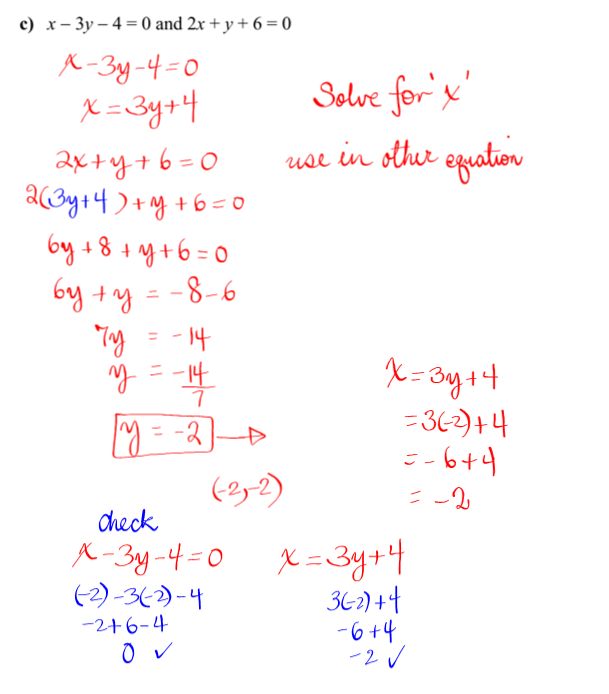 c) x – 3y – 4 = 0 and 2x + y + 6 = 0
x - 3y - 4 = 0
x = 3y + 4
Solve for 'x'
2x + y + 6 = 0
use in other equation
2(3y+4) + y + 6 = 0
6y + 8 + y + 6 = 0
6y + y = -8 - 6
7y = -14
y = -14/7
y = -2
x = 3y + 4
= 3(-2) + 4
= -6 + 4
= -2
(-2, -2)
check
x - 3y - 4 = 0
(-2) - 3(-2) - 4
-2 + 6 - 4
0 ✓
x = 3y + 4
3(-2) + 4
-6 + 4
-2 ✓